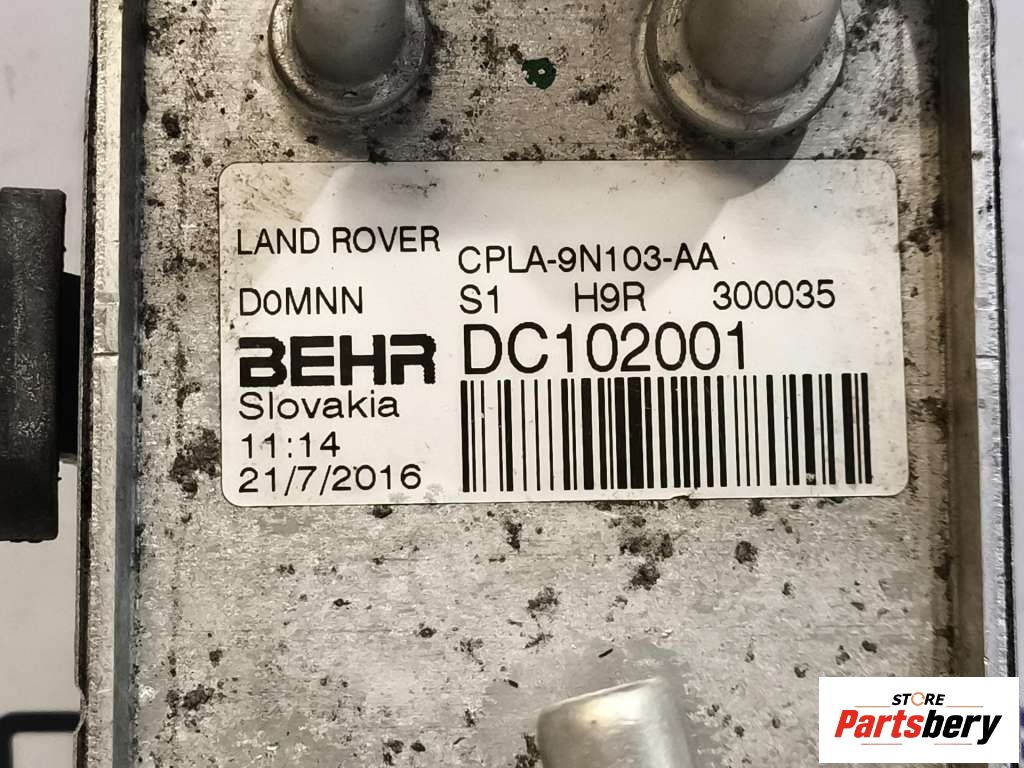 LAND ROVER
CPLA-9N103-AA
D0MNN S1 H9R 300035
BEHR DC102001
Slovakia
11:14
21/7/2016
STORE
Partsbery